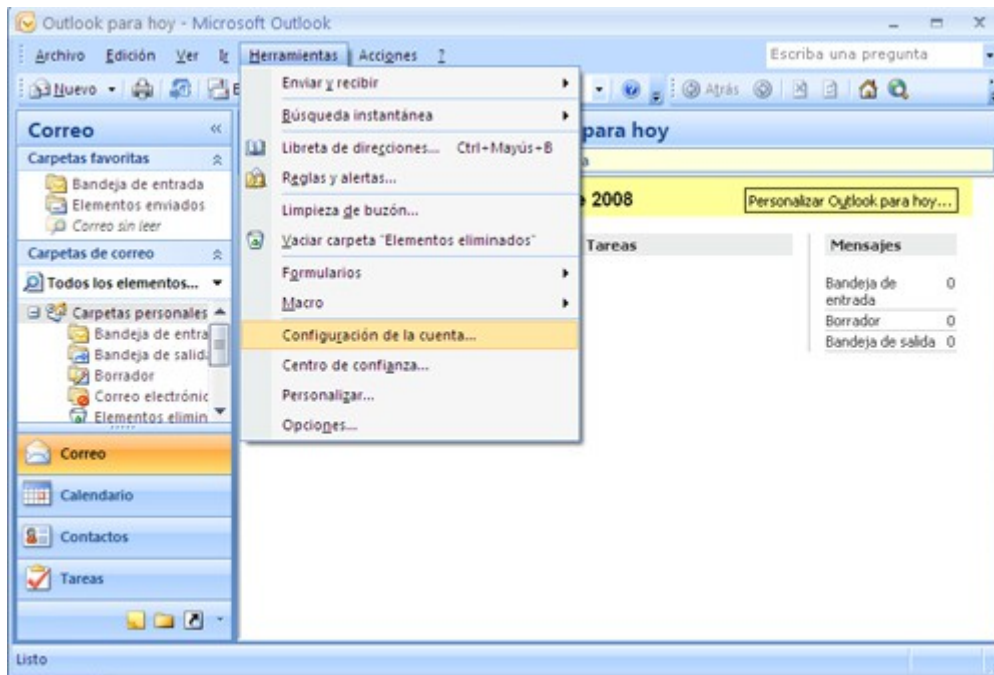 Outlook para hoy - Microsoft Outlook
Archivo Edición Ver Ir Herramientas Acciones ?
Escriba una pregunta
Nuevo
Atrás
Correo
para hoy
Carpetas favoritas
Bandeja de entrada
Elementos enviados
Correo sin leer
Carpetas de correo
Todos los elementos...
Carpetas personales
Bandeja de entra
Bandeja de salid
Borrador
Correo electrónic
Elementos elimin
Correo
Calendario
Contactos
Tareas
Listo
Enviar y recibir
Búsqueda instantánea
Libreta de direcciones... Ctrl+Mayús+B
Reglas y alertas...
Limpieza de buzón...
Vaciar carpeta "Elementos eliminados"
Formularios
Macro
Configuración de la cuenta...
Centro de confianza...
Personalizar...
Opciones...
2008
Personalizar Outlook para hoy...
Tareas
Mensajes
Bandeja de entrada 0
Borrador 0
Bandeja de salida 0